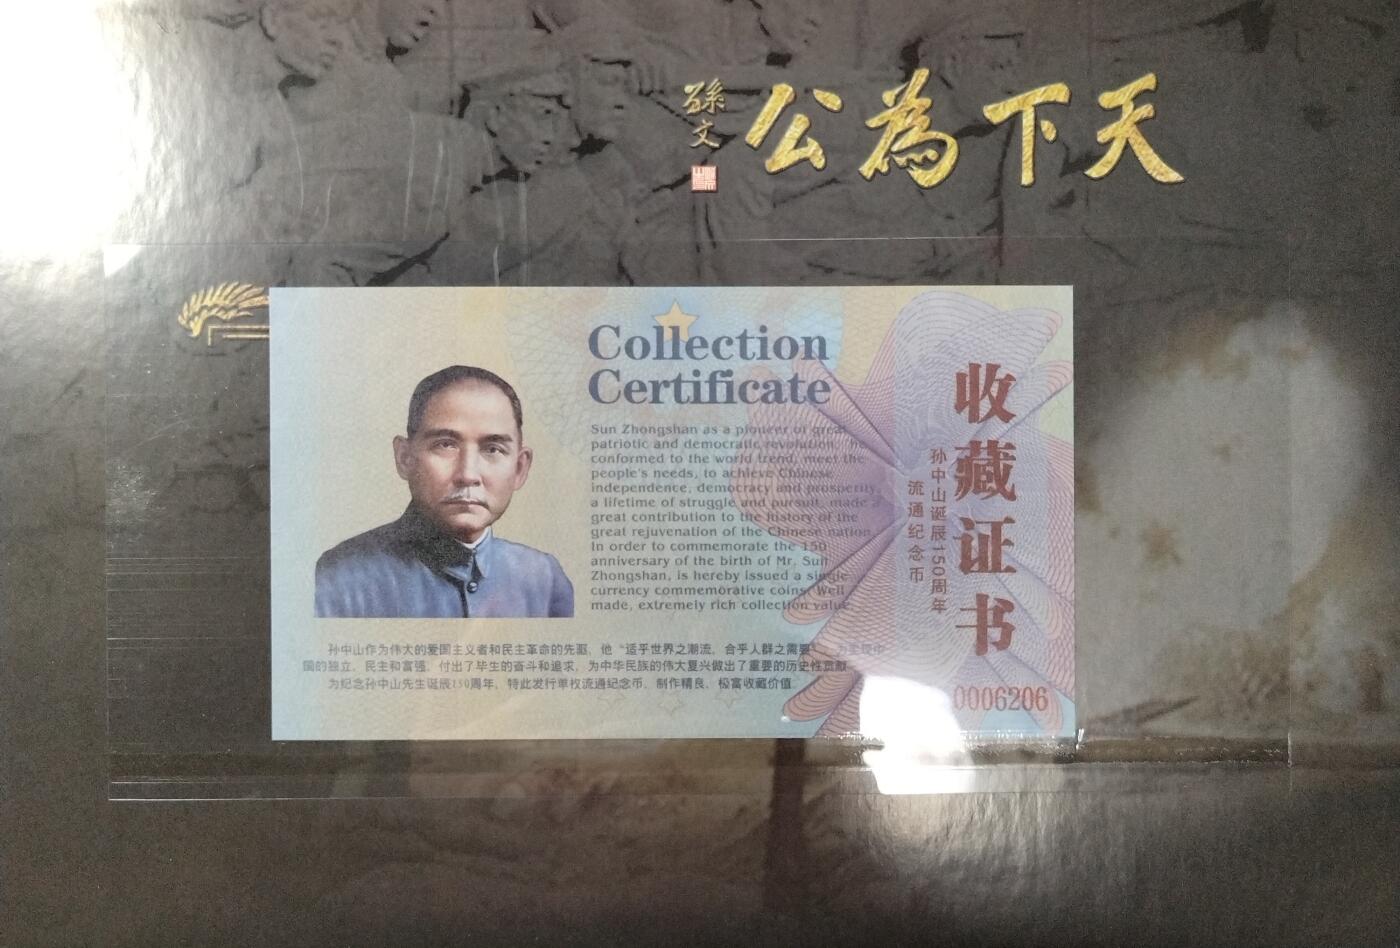 天下為公
孫文
Collection
Certificate
Sun Zhongshan as a pioneer of great
patriotic and democratic revolution, he
conformed to the world trend, meet the
people's needs, to achieve Chinese
independence, democracy and prosperity,
a lifetime of struggle and pursuit, made a
great contribution to the history of the
great rejuvenation of the Chinese nation.
In order to commemorate the 150
anniversary of the birth of Mr. Sun
Zhongshan, is hereby issued a single
currency commemorative coins. Well
made, extremely rich collection value.
孙中山作为伟大的爱国主义者和民主革命的先驱，他“适乎世界之潮流，合乎人群之需要”，为实现中
国的独立、民主和富强，付出了毕生的奋斗和追求，为中华民族的伟大复兴做出了重要的历史性贡献
为纪念孙中山先生诞辰150周年，特此发行单枚流通纪念币，制作精良，极富收藏价值。
收藏证书
孙中山诞辰150周年
流通纪念币
0006206